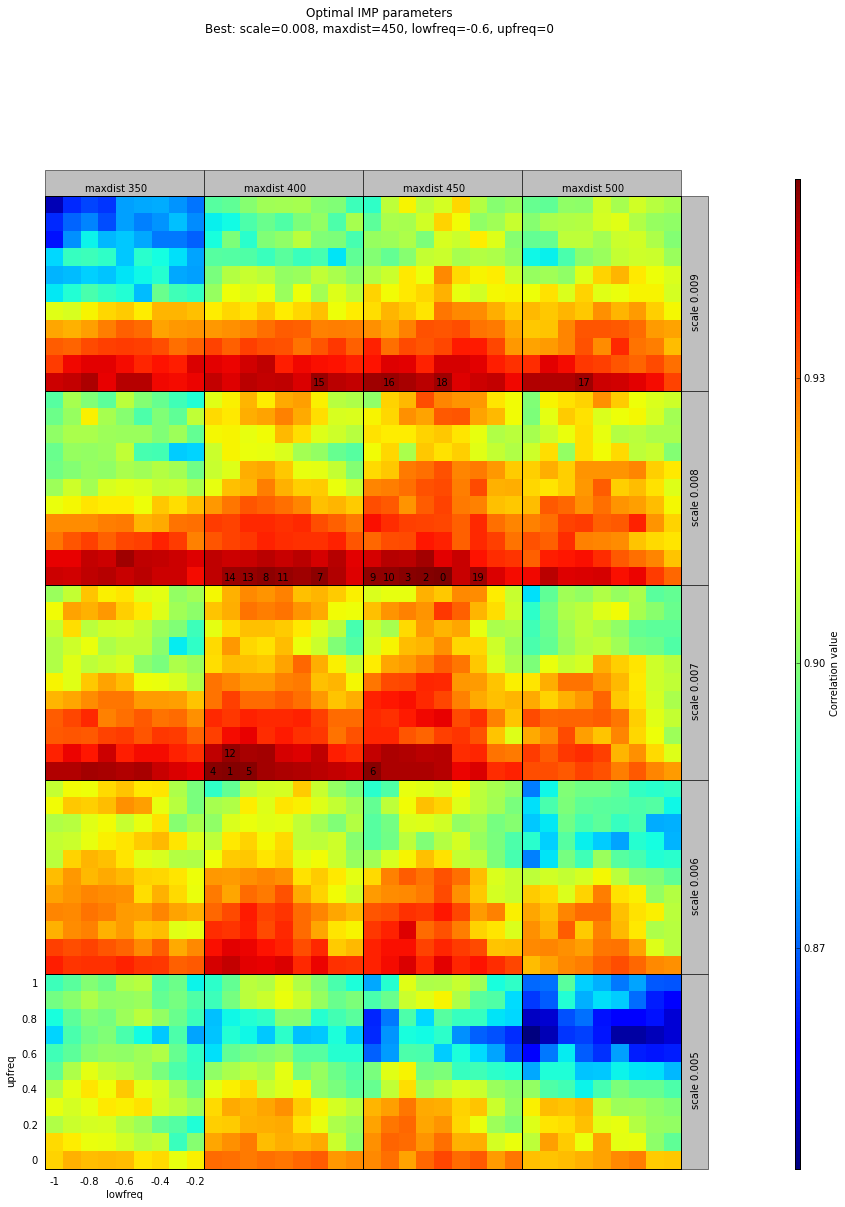 Optimal IMP parameters
Best: scale=0.008, maxdist=450, lowfreq=-0.6, upfreq=0
maxdist 350 maxdist 400 maxdist 450 maxdist 500
scale 0.009
15 16 18 17
0.93
scale 0.008
14 13 8 11 7 9 10 3 2 0 19
scale 0.007
0.90
Correlation value
12
4 1 5 6
scale 0.006
0.87
1
0.8
0.6
0.4
0.2
0
upfreq
scale 0.005
-1 -0.8 -0.6 -0.4 -0.2
lowfreq